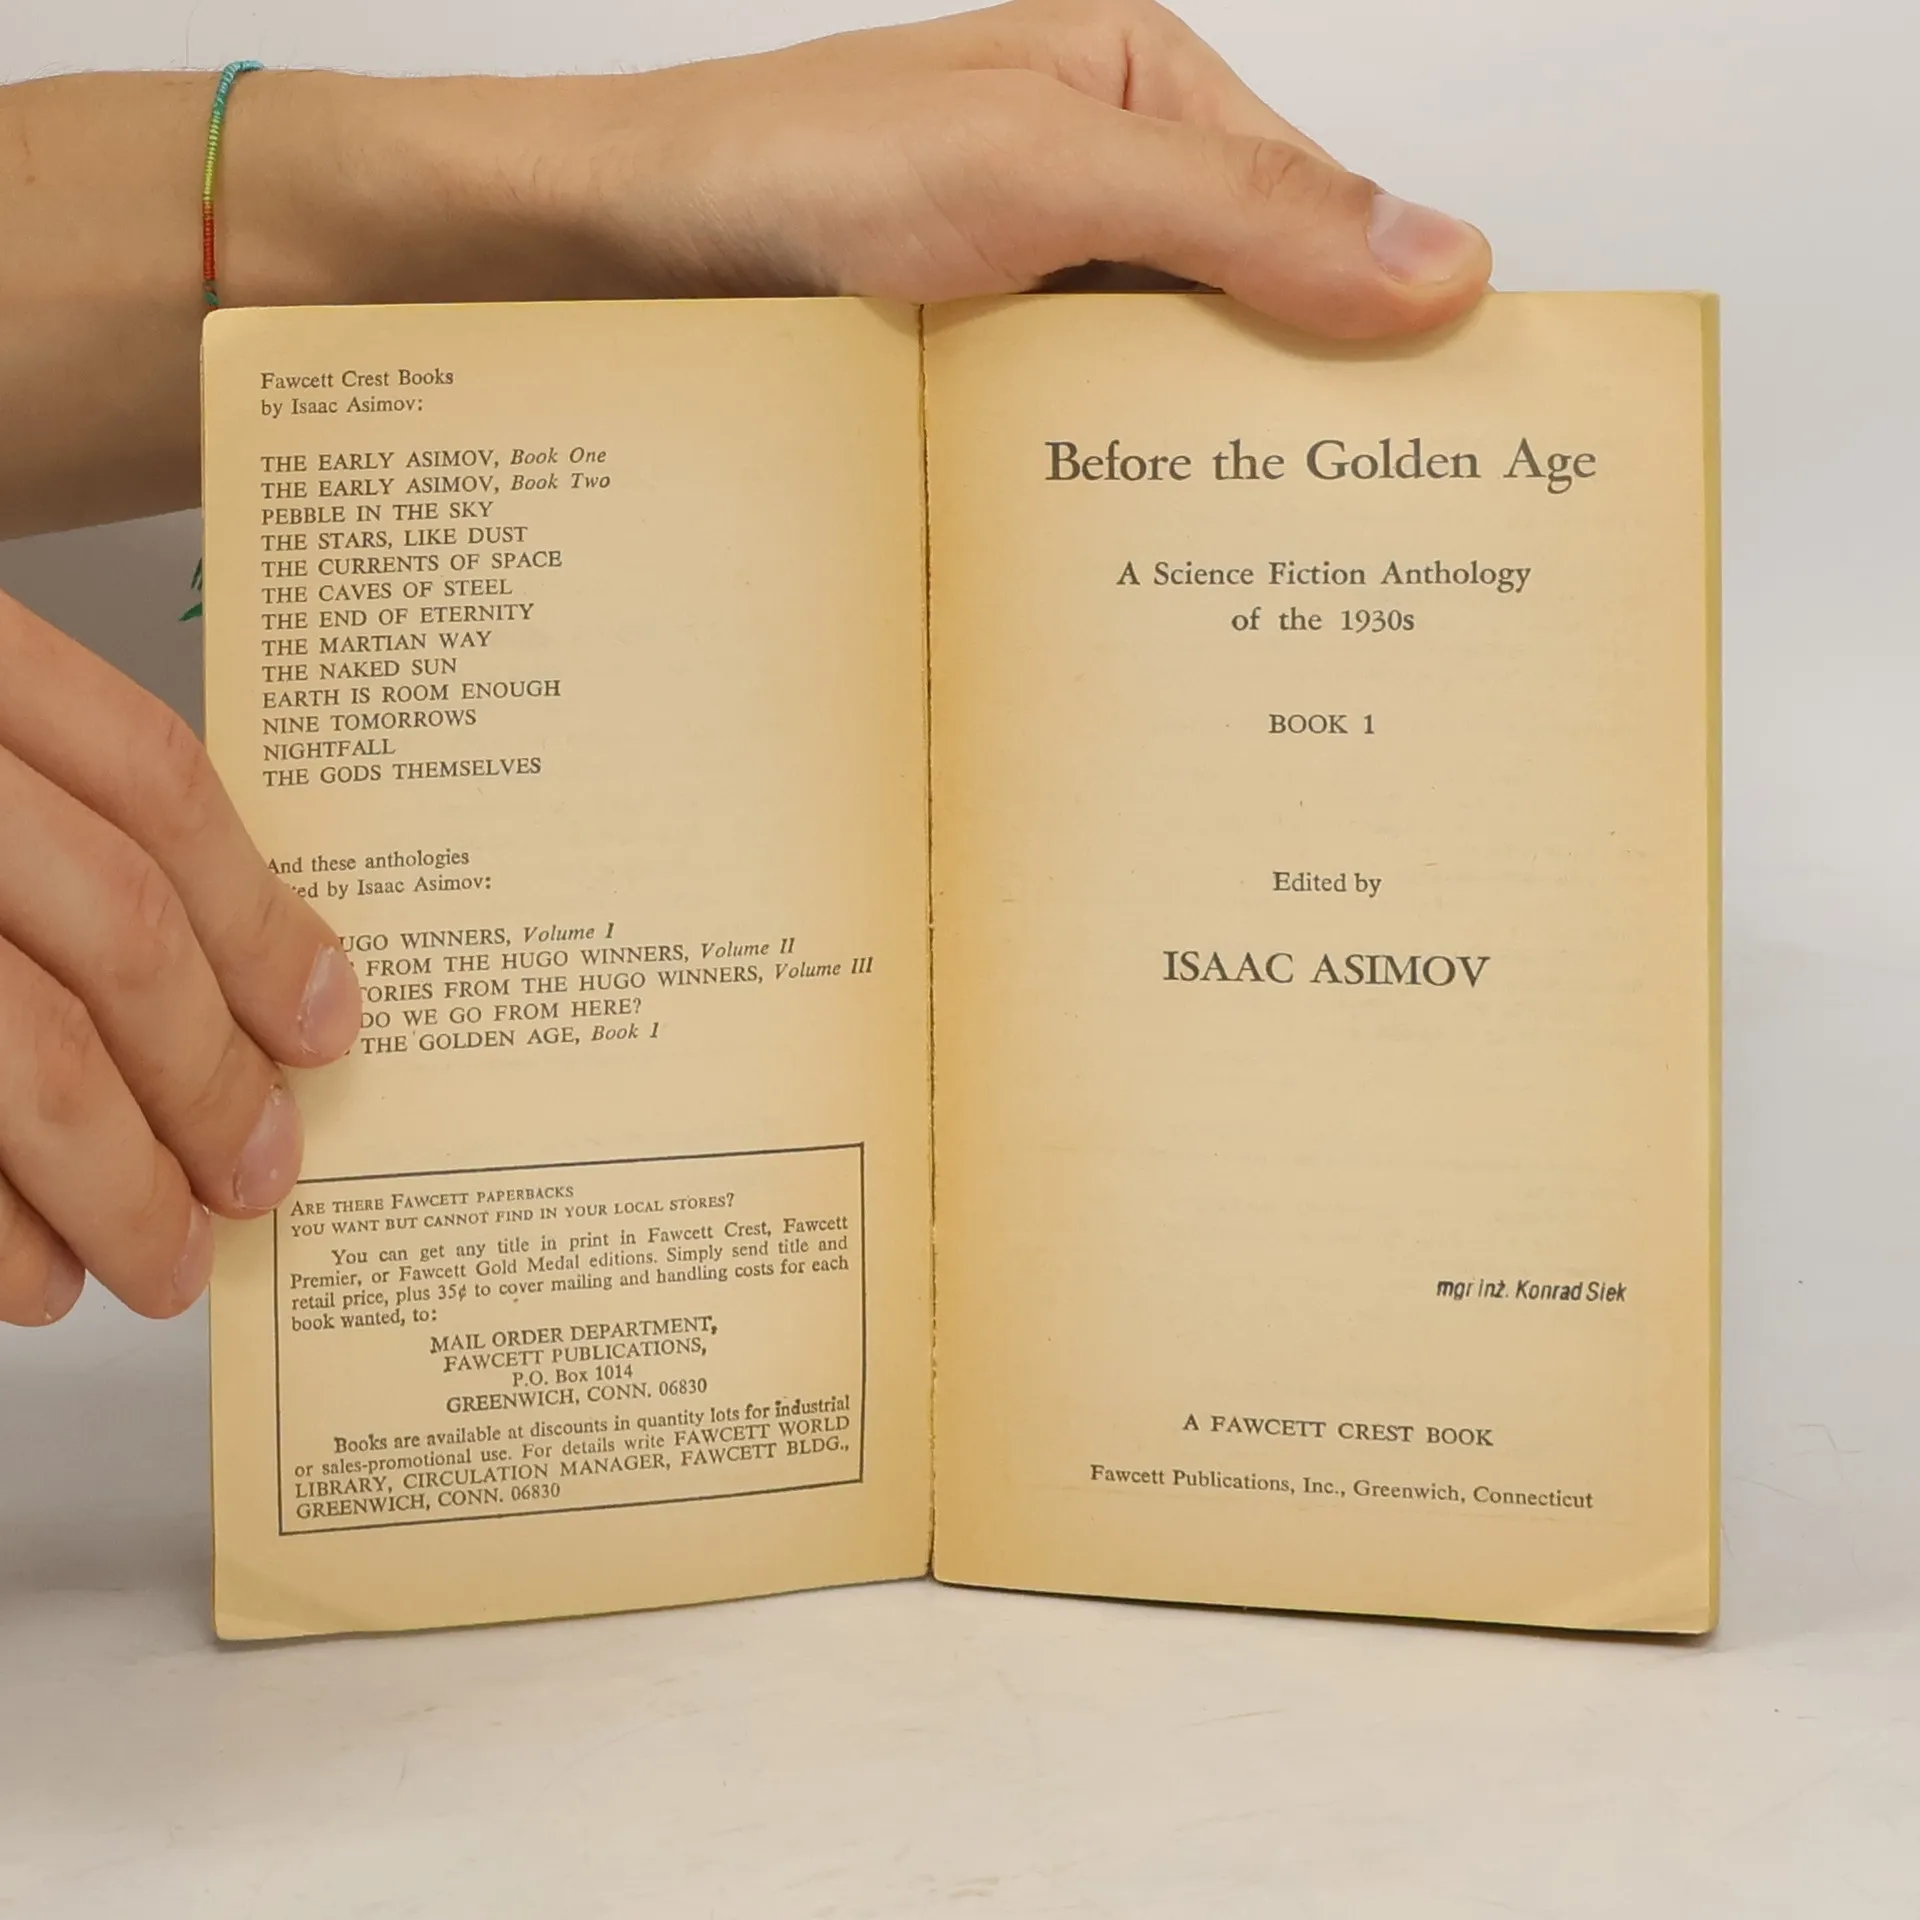 Fawcett Crest Books
by Isaac Asimov:
THE EARLY ASIMOV, Book One
THE EARLY ASIMOV, Book Two
PEBBLE IN THE SKY
THE STARS, LIKE DUST
THE CURRENTS OF SPACE
THE CAVES OF STEEL
THE END OF ETERNITY
THE MARTIAN WAY
THE NAKED SUN
EARTH IS ROOM ENOUGH
NINE TOMORROWS
NIGHTFALL
THE GODS THEMSELVES
And these anthologies
by Isaac Asimov:
WINNERS, Volume I
FROM THE HUGO WINNERS, Volume II
FROM THE HUGO WINNERS, Volume III
DO WE GO FROM HERE?
THE GOLDEN AGE, Book 1
ARE THERE FAWCETT PAPERBACKS
YOU WANT BUT CANNOT FIND IN YOUR LOCAL STORES?
You can get any title in print in Fawcett Crest, Fawcett
Premier, or Fawcett Gold Medal editions. Simply send title and
retail price, plus 35¢ to cover mailing and handling costs for each
book wanted, to:
MAIL ORDER DEPARTMENT,
FAWCETT PUBLICATIONS,
P.O. Box 1014
GREENWICH, CONN. 06830
Books are available at discounts in quantity lots for industrial
or sales-promotional use. For details write FAWCETT WORLD
LIBRARY, CIRCULATION MANAGER, FAWCETT BLDG.,
GREENWICH, CONN. 06830
Before the Golden Age
A Science Fiction Anthology
of the 1930s
BOOK 1
Edited by
ISAAC ASIMOV
mgr inż. Konrad Siek
A FAWCETT CREST BOOK
Fawcett Publications, Inc., Greenwich, Connecticut